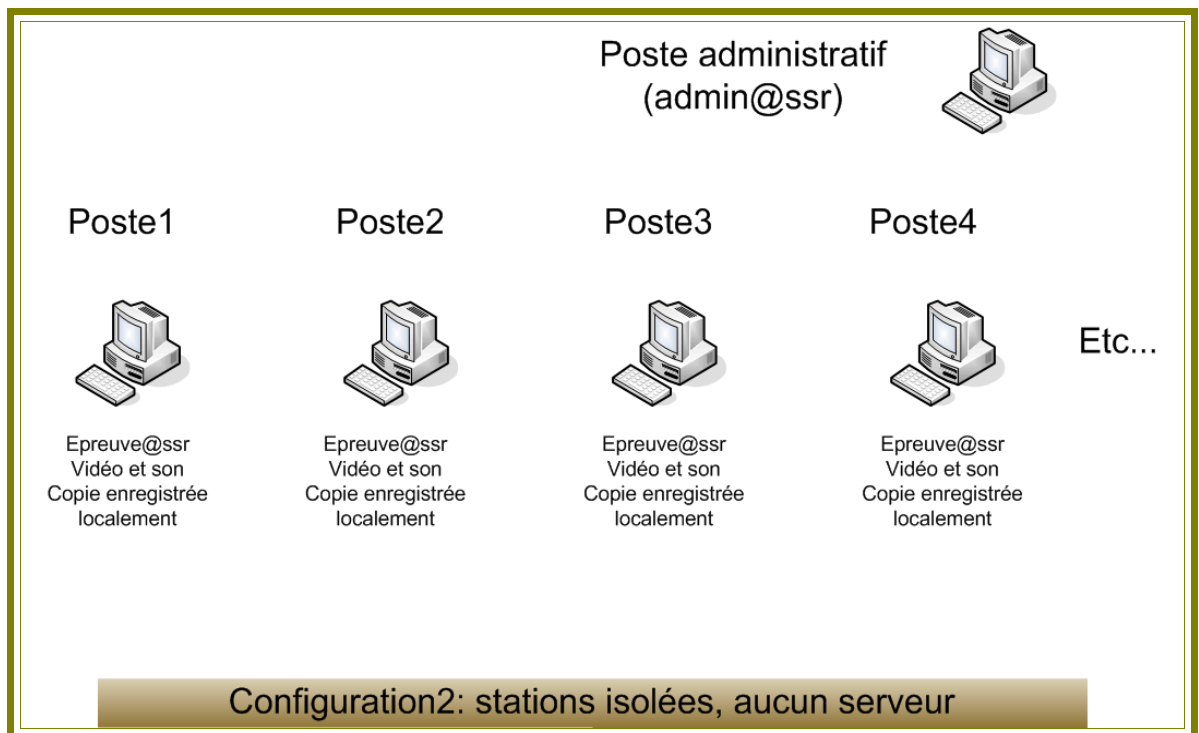 Poste administratif
(admin@ssr)
Poste1
Poste2
Poste3
Poste4
Etc...
Epreuve@ssr
Vidéo et son
Copie enregistrée
localement
Epreuve@ssr
Vidéo et son
Copie enregistrée
localement
Epreuve@ssr
Vidéo et son
Copie enregistrée
localement
Epreuve@ssr
Vidéo et son
Copie enregistrée
localement
Configuration2: stations isolées, aucun serveur